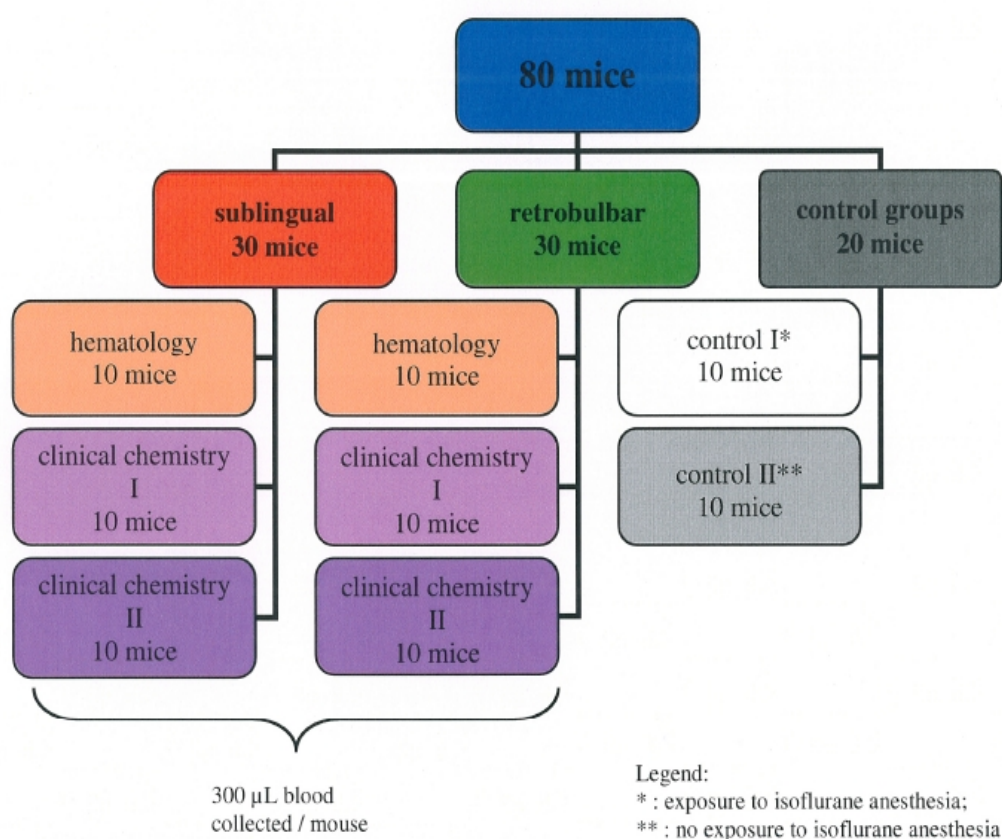 80 mice
sublingual
30 mice
retrobulbar
30 mice
control groups
20 mice
hematology
10 mice
clinical chemistry
I
10 mice
clinical chemistry
II
10 mice
hematology
10 mice
clinical chemistry
I
10 mice
clinical chemistry
II
10 mice
control I*
10 mice
control II**
10 mice
300 µL blood
collected / mouse
Legend:
* : exposure to isoflurane anesthesia;
** : no exposure to isoflurane anesthesia